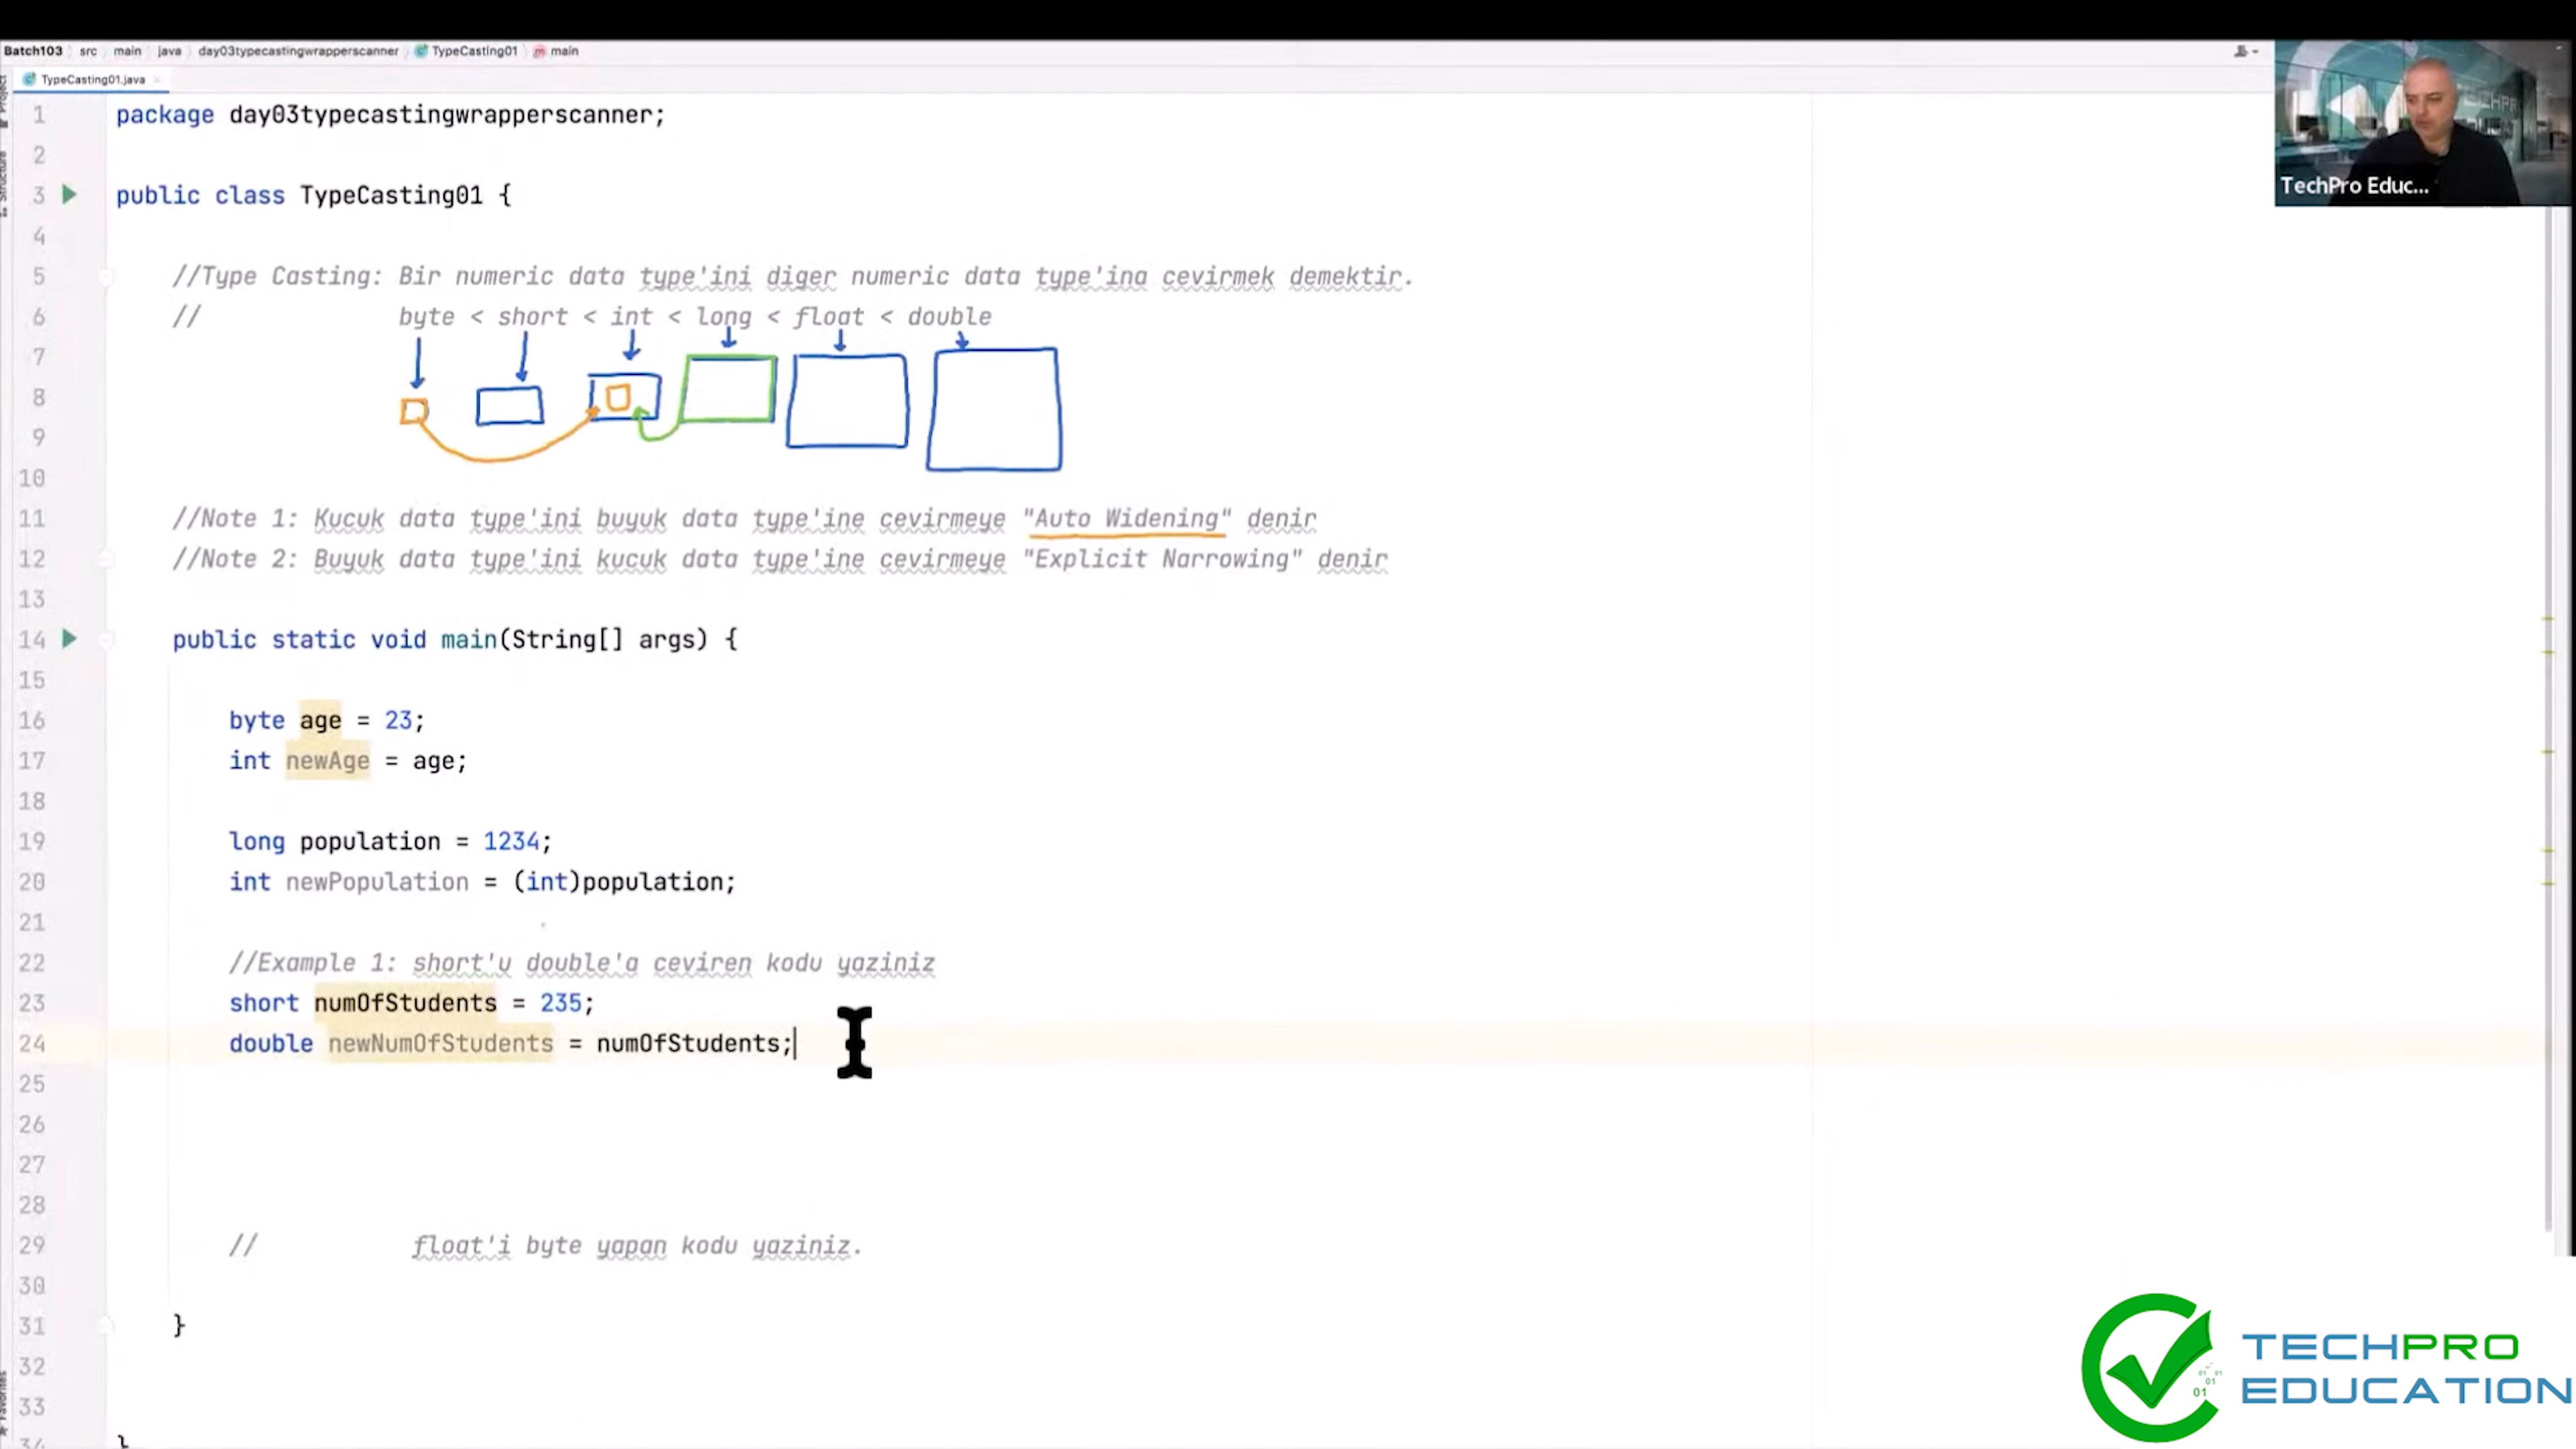 Batch103 src main java day03typecastingwrapperscanner TypeCasting01 main
TypeCasting01.java
Project
Structure
TechPro Educ...
1 package day03typecastingwrapperscanner;
2
3 public class TypeCasting01 {
4
5 //Type Casting: Bir numeric data type'ini diger numeric data type'ina cevirmek demektir.
6 // byte < short < int < long < float < double
7
8
9
10
11 //Note 1: Kucuk data type'ini buyuk data type'ine cevirmeye "Auto Widening" denir
12 //Note 2: Buyuk data type'ini kucuk data type'ine cevirmeye "Explicit Narrowing" denir
13
14 public static void main(String[] args) {
15
16 byte age = 23;
17 int newAge = age;
18
19 long population = 1234;
20 int newPopulation = (int)population;
21
22 //Example 1: short'u double'a ceviren kodu yaziniz
23 short numOfStudents = 235;
24 double newNumOfStudents = numOfStudents;
25
26
27
28
29 // float'i byte yapan kodu yaziniz.
30
31 }
32
33
34 }
Favorites
TECHPRO
EDUCATION
01